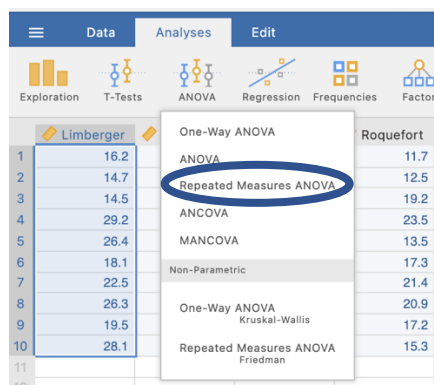 Data Analyses Edit
Exploration T-Tests ANOVA Regression Frequencies Factor
Limberger Roquefort
One-Way ANOVA
ANOVA
Repeated Measures ANOVA
ANCOVA
MANCOVA
Non-Parametric
One-Way ANOVA
Kruskal-Wallis
Repeated Measures ANOVA
Friedman
1 16.2 11.7
2 14.7 12.5
3 14.5 19.2
4 29.2 23.5
5 26.4 13.5
6 18.1 17.3
7 22.5 21.4
8 26.3 20.9
9 19.5 17.2
10 28.1 15.3
11